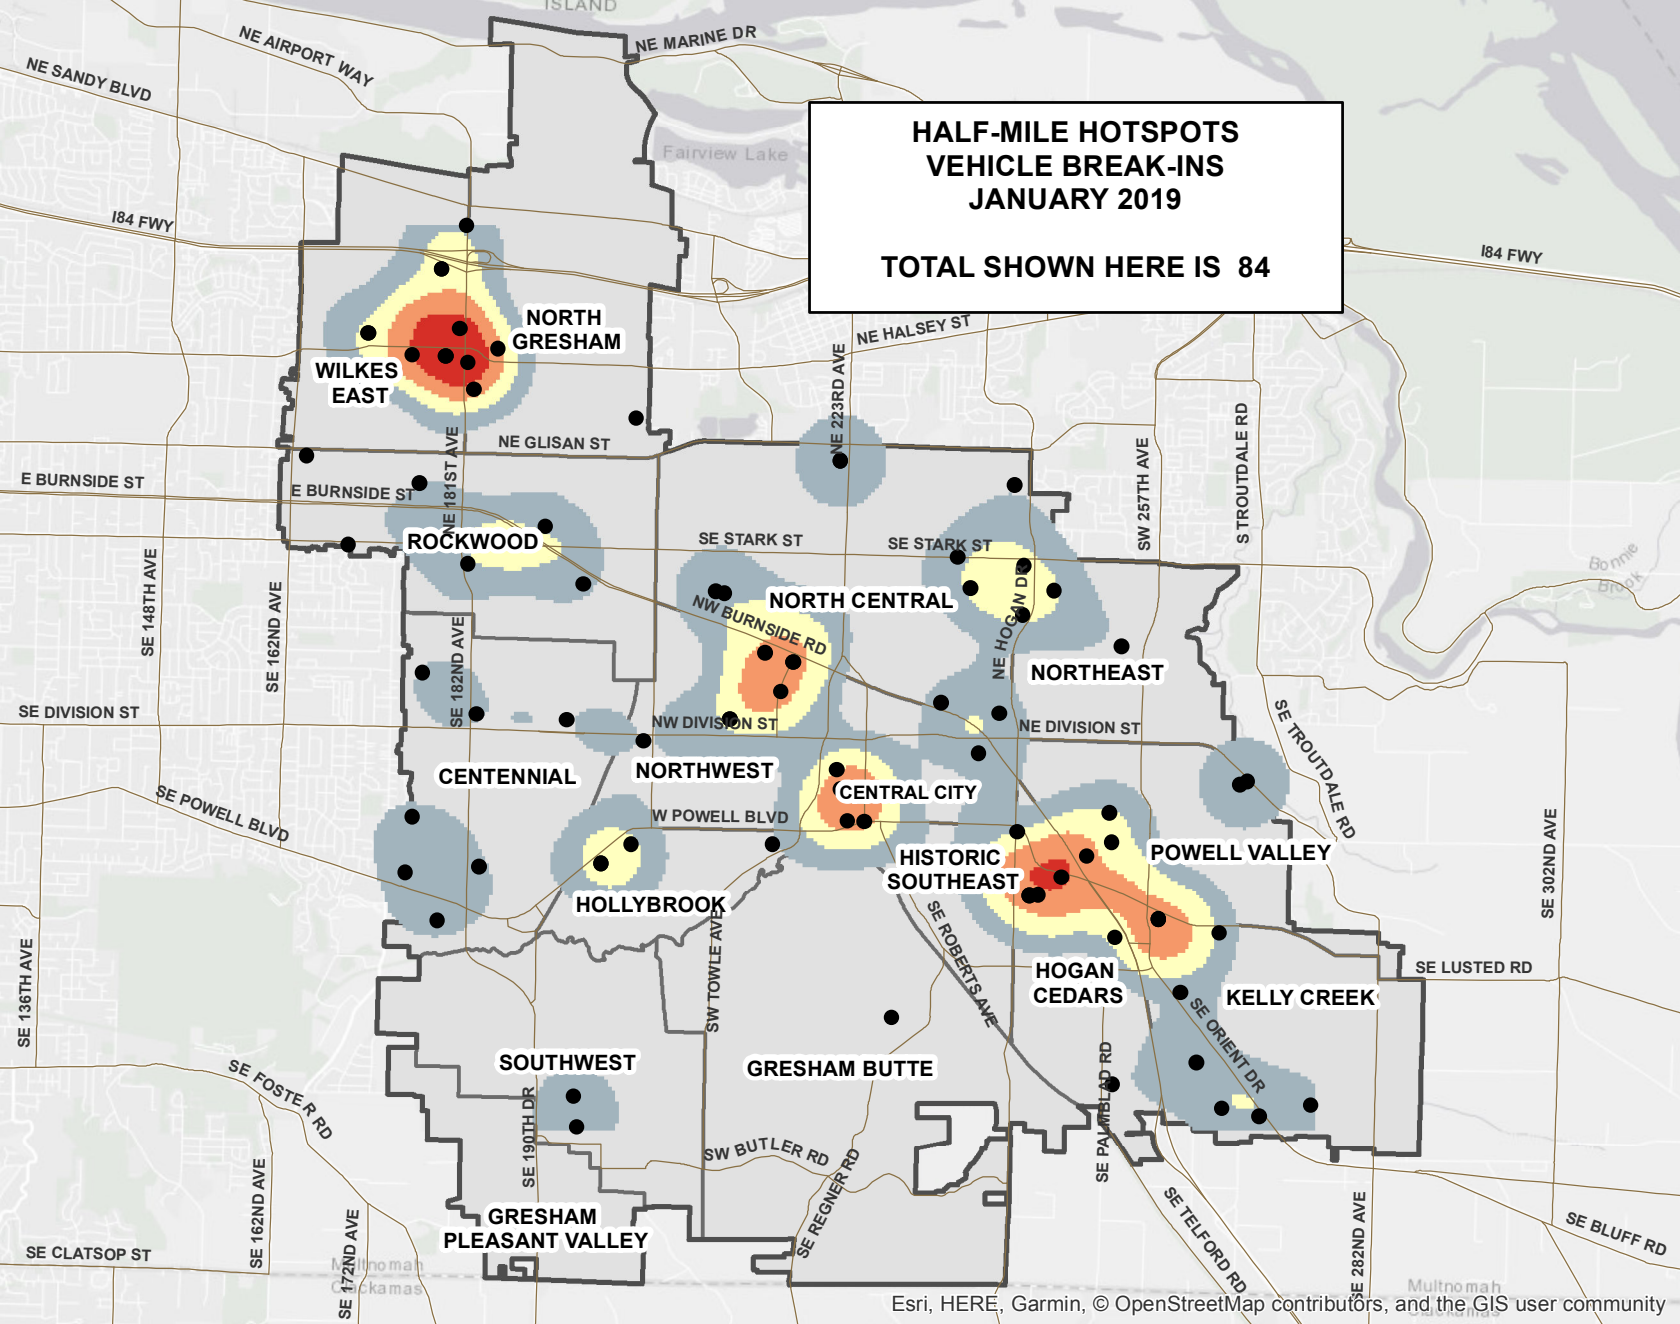 ISLAND
NE MARINE DR
NE AIRPORT WAY
NE SANDY BLVD
HALF-MILE HOTSPOTS
VEHICLE BREAK-INS
JANUARY 2019
TOTAL SHOWN HERE IS 84
Fairview Lake
I84 FWY
I84 FWY
NORTH
GRESHAM
NE HALSEY ST
WILKES
EAST
NE 223RD AVE
S TROUTDALE RD
SW 257TH AVE
NE GLISAN ST
NE 181ST AVE
E BURNSIDE ST
E BURNSIDE ST
ROCKWOOD
SE STARK ST
SE STARK ST
Bonnie
Brook
SE 148TH AVE
SE 162ND AVE
NORTH CENTRAL
NW BURNSIDE RD
NE HOGAN DR
SE 182ND AVE
NORTHEAST
SE DIVISION ST
NW DIVISION ST
NE DIVISION ST
SE TROUTDALE RD
CENTENNIAL
NORTHWEST
CENTRAL CITY
SE POWELL BLVD
W POWELL BLVD
SE 302ND AVE
HISTORIC
SOUTHEAST
POWELL VALLEY
HOLLYBROOK
SE ROBERTS AVE
SW TOWLE AVE
SE 136TH AVE
HOGAN
CEDARS
SE LUSTED RD
KELLY CREEK
SE ORIENT DR
SOUTHWEST
GRESHAM BUTTE
SE FOSTER RD
SE 190TH DR
SE PALMBLAD RD
SW BUTLER RD
SE REGNER RD
SE 162ND AVE
SE 172ND AVE
GRESHAM
PLEASANT VALLEY
SE TELFORD RD
SE 282ND AVE
SE BLUFF RD
SE CLATSOP ST
Multnomah
Clackamas
Multnomah
Clackamas
Esri, HERE, Garmin, © OpenStreetMap contributors, and the GIS user community